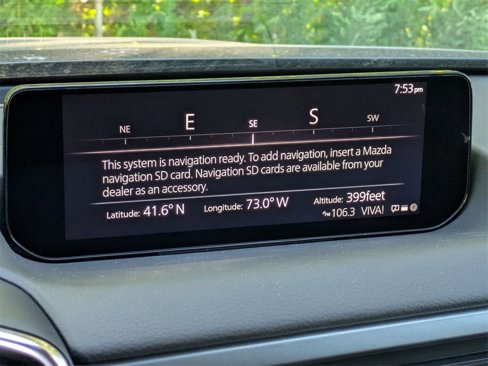 7:53pm
NE E SE S SW
This system is navigation ready. To add navigation, insert a Mazda
navigation SD card. Navigation SD cards are available from your
dealer as an accessory.
Latitude: 41.6° N Longitude: 73.0° W Altitude: 399feet
106.3 VIVA!